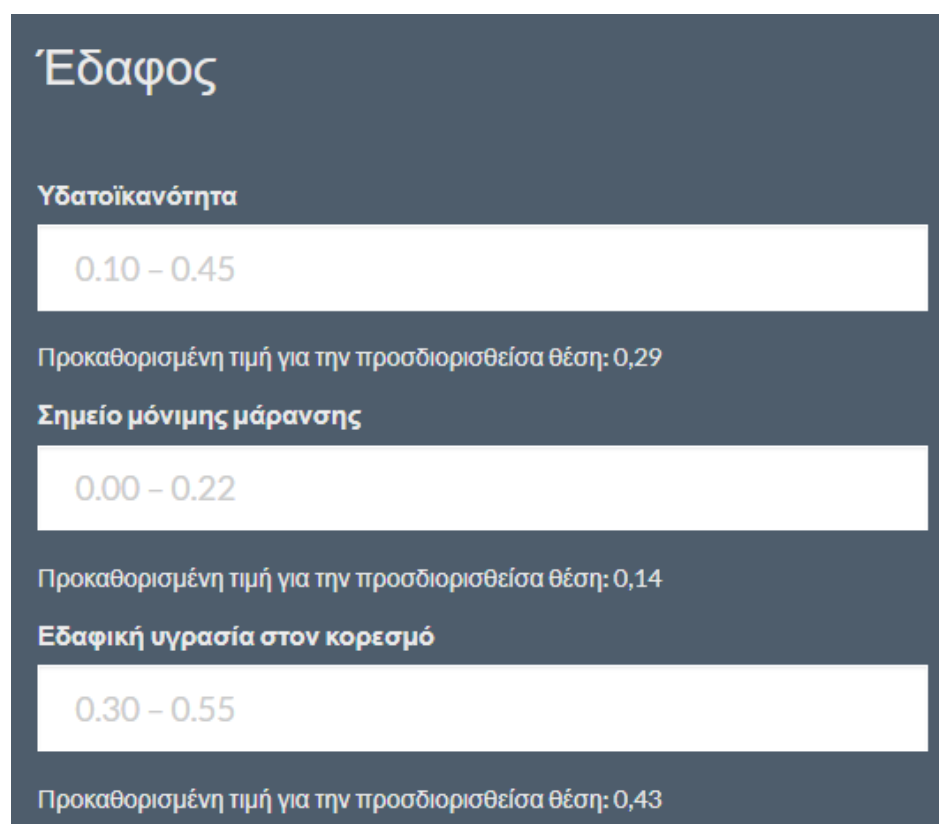 Έδαφος
Υδατοϊκανότητα
0.10 – 0.45
Προκαθορισμένη τιμή για την προσδιορισθείσα θέση: 0,29
Σημείο μόνιμης μάρανσης
0.00 – 0.22
Προκαθορισμένη τιμή για την προσδιορισθείσα θέση: 0,14
Εδαφική υγρασία στον κορεσμό
0.30 – 0.55
Προκαθορισμένη τιμή για την προσδιορισθείσα θέση: 0,43